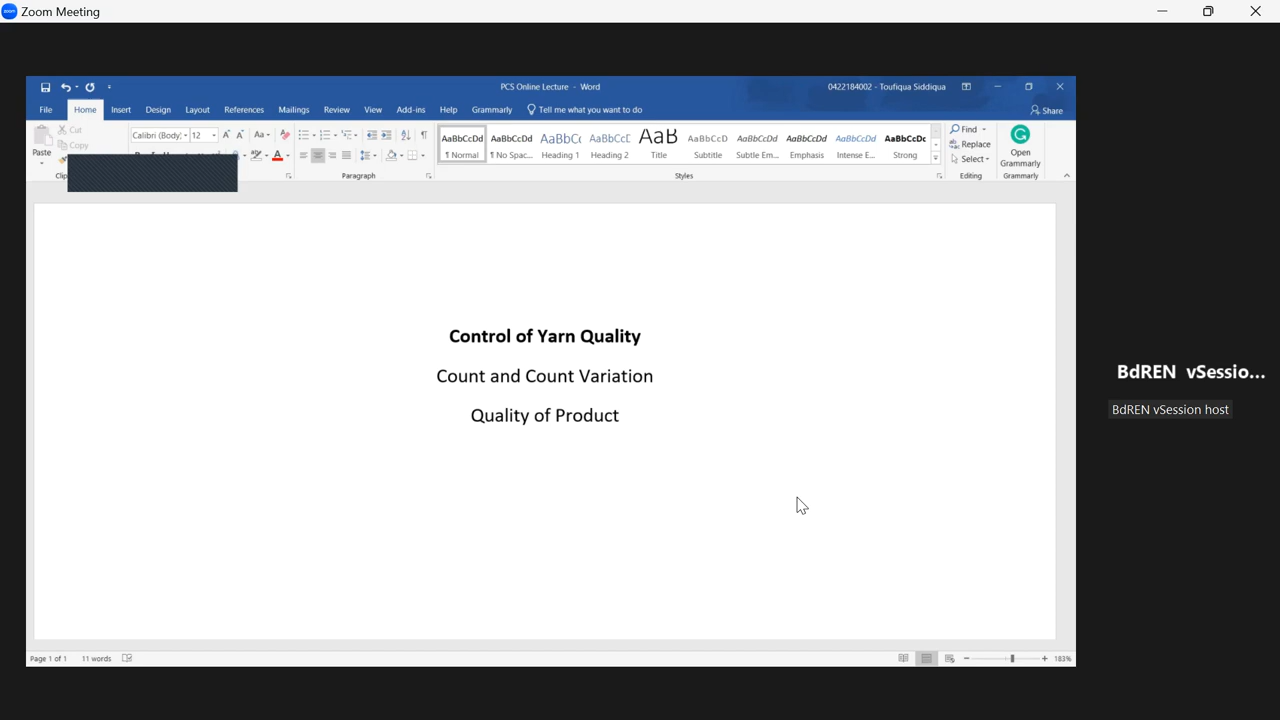 zoom Zoom Meeting
PCS Online Lecture - Word
0422184002 - Toufiqua Siddiqua
File Home Insert Design Layout References Mailings Review View Add-ins Help Grammarly Tell me what you want to do Share
Paste
Cut
Copy
Calibri (Body) 12
Paragraph
AaBbCcDd AaBbCcDd AaBbCc AaBbCcC AaB AaBbCcD AaBbCcDd AaBbCcDd AaBbCcDd AaBbCcDc
¶ Normal ¶ No Spac... Heading 1 Heading 2 Title Subtitle Subtle Em... Emphasis Intense E... Strong
Styles
Find
Replace
Select
Editing
Open
Grammarly
Grammarly
Control of Yarn Quality
Count and Count Variation
Quality of Product
BdREN vSessio...
BdREN vSession host
Page 1 of 1 11 words
183%